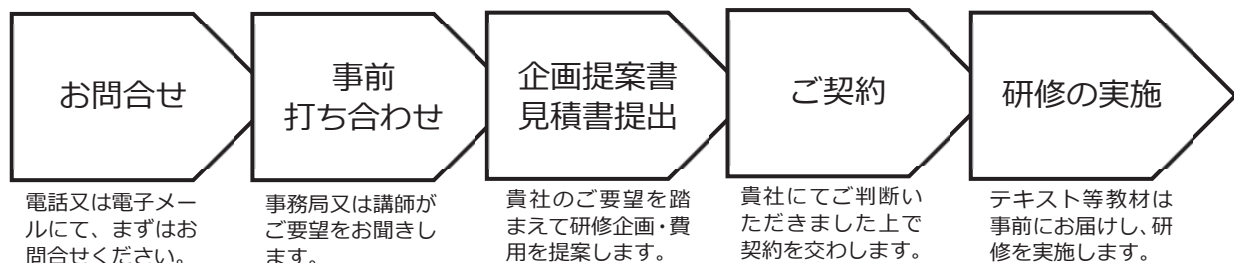 お問合せ
電話又は電子メー
ルにて、まずはお
問合せください。
事前
打ち合わせ
事務局又は講師が
ご要望をお聞きし
ます。
企画提案書
見積書提出
貴社のご要望を踏
まえて研修企画・費
用を提案します。
ご契約
貴社にてご判断い
ただきました上で
契約を交わします。
研修の実施
テキスト等教材は
事前にお届けし、研
修を実施します。